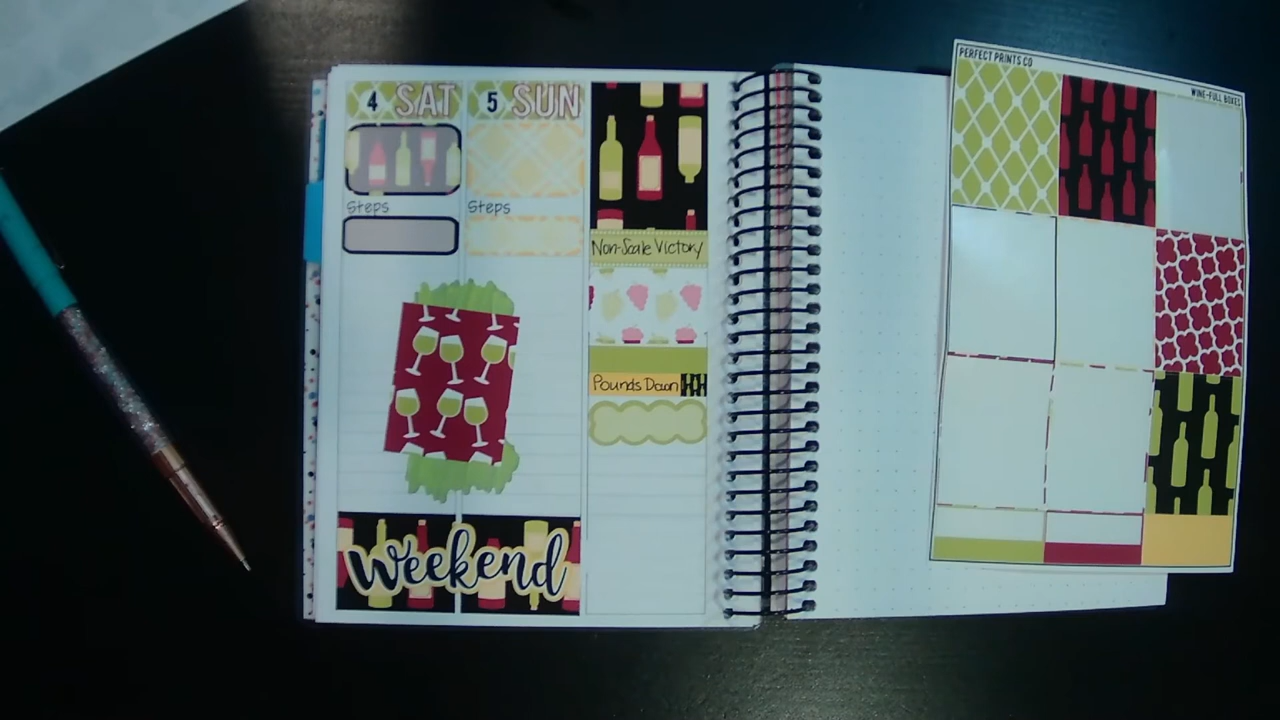 4 SAT
5 SUN
Steps
Steps
Weekend
Non-Scale Victory
Pounds Down
PERFECT PRINTS CO
WINE-FULL BOXES